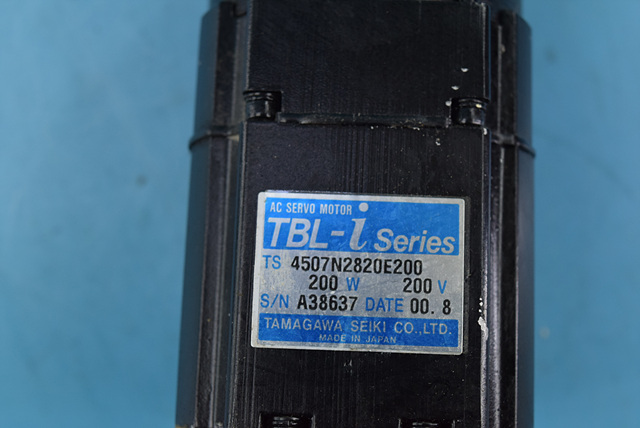 AC SERVO MOTOR
TBL-i Series
TS 4507N2820E200
200 W 200 V
S/N A38637 DATE 00. 8
TAMAGAWA SEIKI CO.,LTD.
MADE IN JAPAN